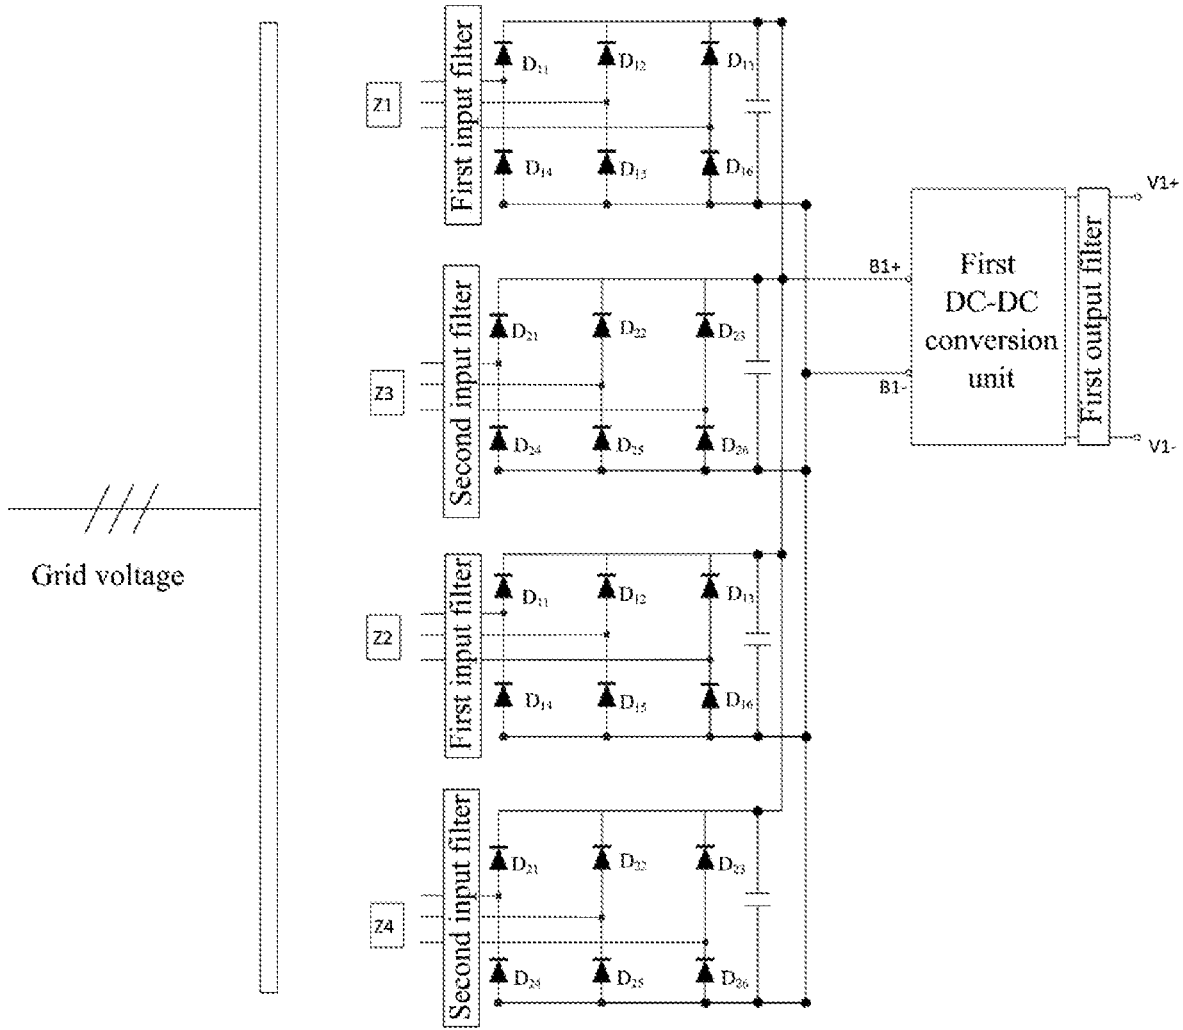 Grid voltage
Z1
First input filter
D11
D12
D13
D14
D15
D16
Z3
Second input filter
D21
D22
D23
D24
D25
D26
Z2
First input filter
D11
D12
D13
D14
D15
D16
Z4
Second input filter
D21
D22
D23
D24
D25
D26
B1+
B1-
First
DC-DC
conversion
unit
First output filter
V1+
V1-